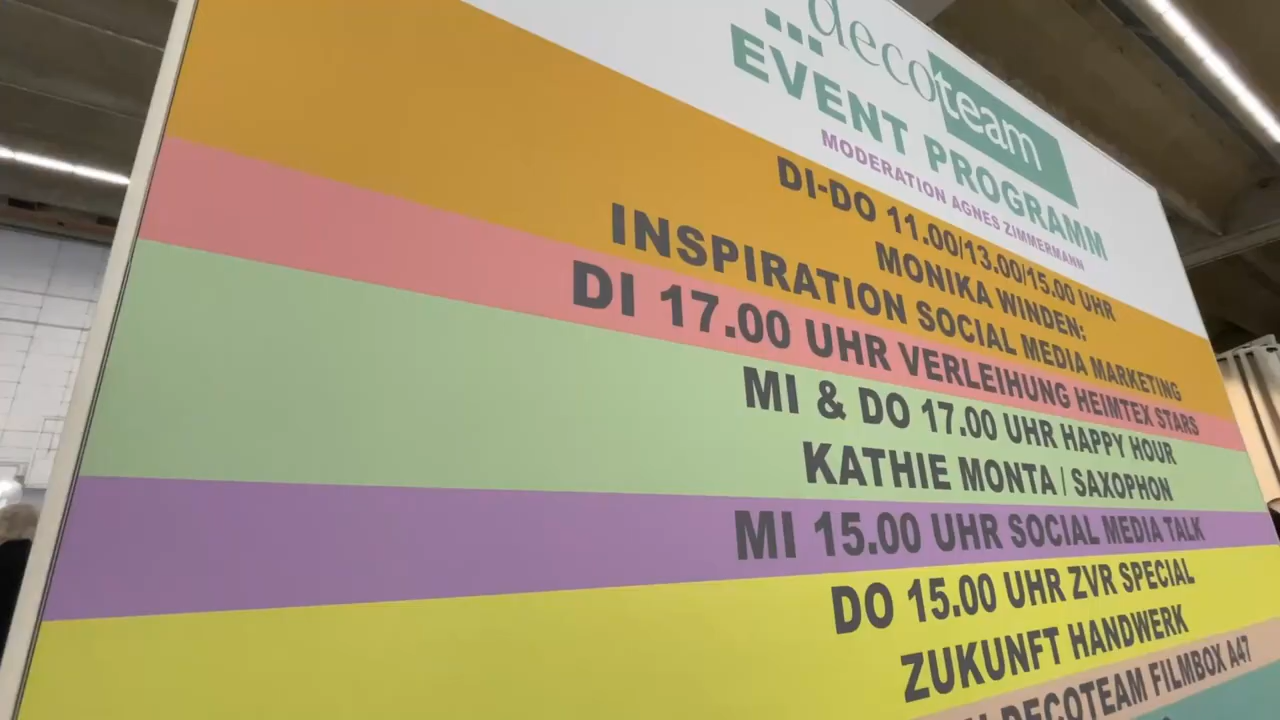 ...decoteam
EVENT PROGRAMM
MODERATION AGNES ZIMMERMANN
DI-DO 11.00/13.00/15.00 UHR
MONIKA WINDEN:
INSPIRATION SOCIAL MEDIA MARKETING
DI 17.00 UHR VERLEIHUNG HEIMTEX STARS
MI & DO 17.00 UHR HAPPY HOUR
KATHIE MONTA / SAXOPHON
MI 15.00 UHR SOCIAL MEDIA TALK
DO 15.00 UHR ZVR SPECIAL
ZUKUNFT HANDWERK
DECOTEAM FILMBOX A47